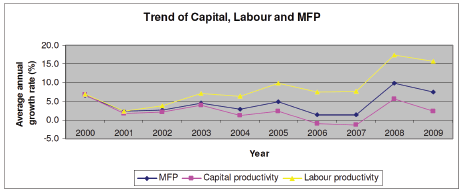 Trend of Capital, Labour and MFP
Average annual
growth rate (%)
20.0
15.0
10.0
5.0
0.0
-5.0
2000 2001 2002 2003 2004 2005 2006 2007 2008 2009
Year
MFP Capital productivity Labour productivity